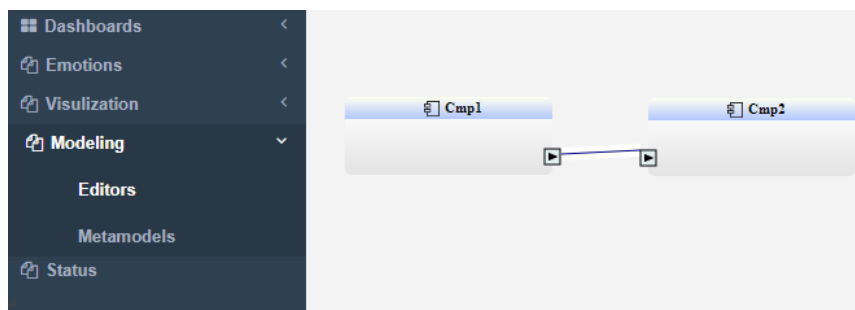 Dashboards
Emotions
Visulization
Modeling
Editors
Metamodels
Status
Cmp1
Cmp2